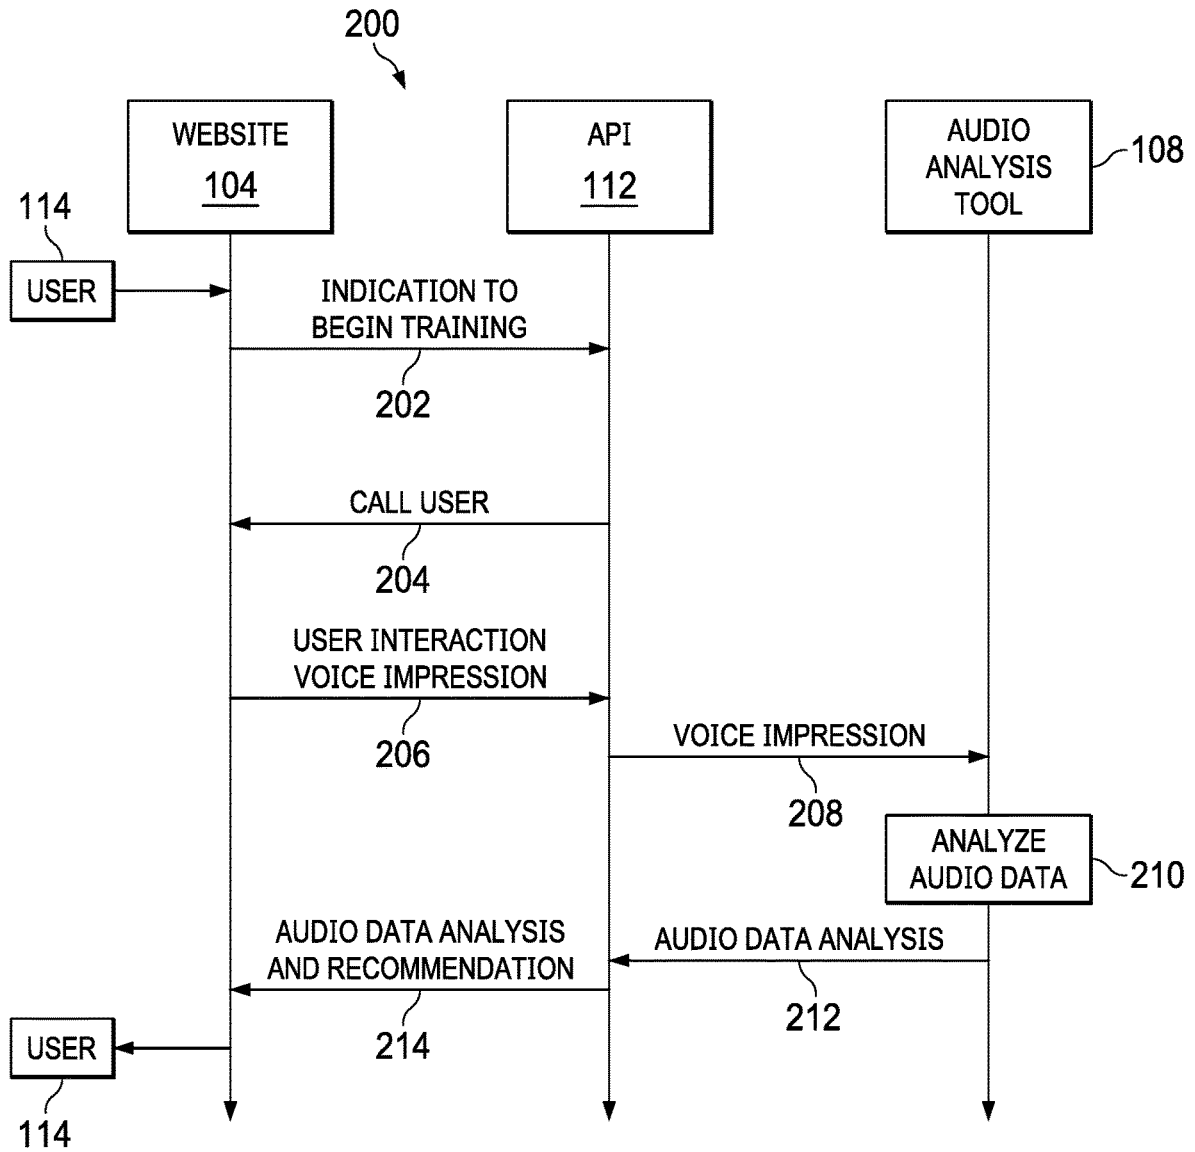 200
WEBSITE
104
API
112
AUDIO
ANALYSIS
TOOL
108
114
USER
INDICATION TO
BEGIN TRAINING
202
CALL USER
204
USER INTERACTION
VOICE IMPRESSION
206
VOICE IMPRESSION
208
ANALYZE
AUDIO DATA
210
AUDIO DATA ANALYSIS
212
AUDIO DATA ANALYSIS
AND RECOMMENDATION
214
USER
114